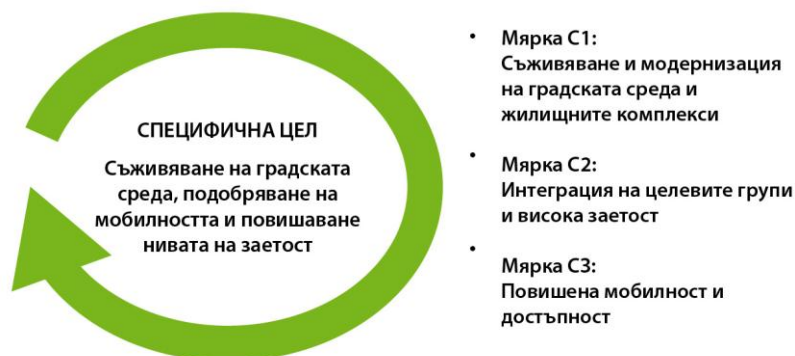 СПЕЦИФИЧНА ЦЕЛ
Съживяване на градската
среда, подобряване на
мобилността и повишаване
нивата на заетост
• Мярка С1:
Съживяване и модернизация
на градската среда и
жилищните комплекси
• Мярка С2:
Интеграция на целевите групи
и висока заетост
• Мярка С3:
Повишена мобилност и
достъпност